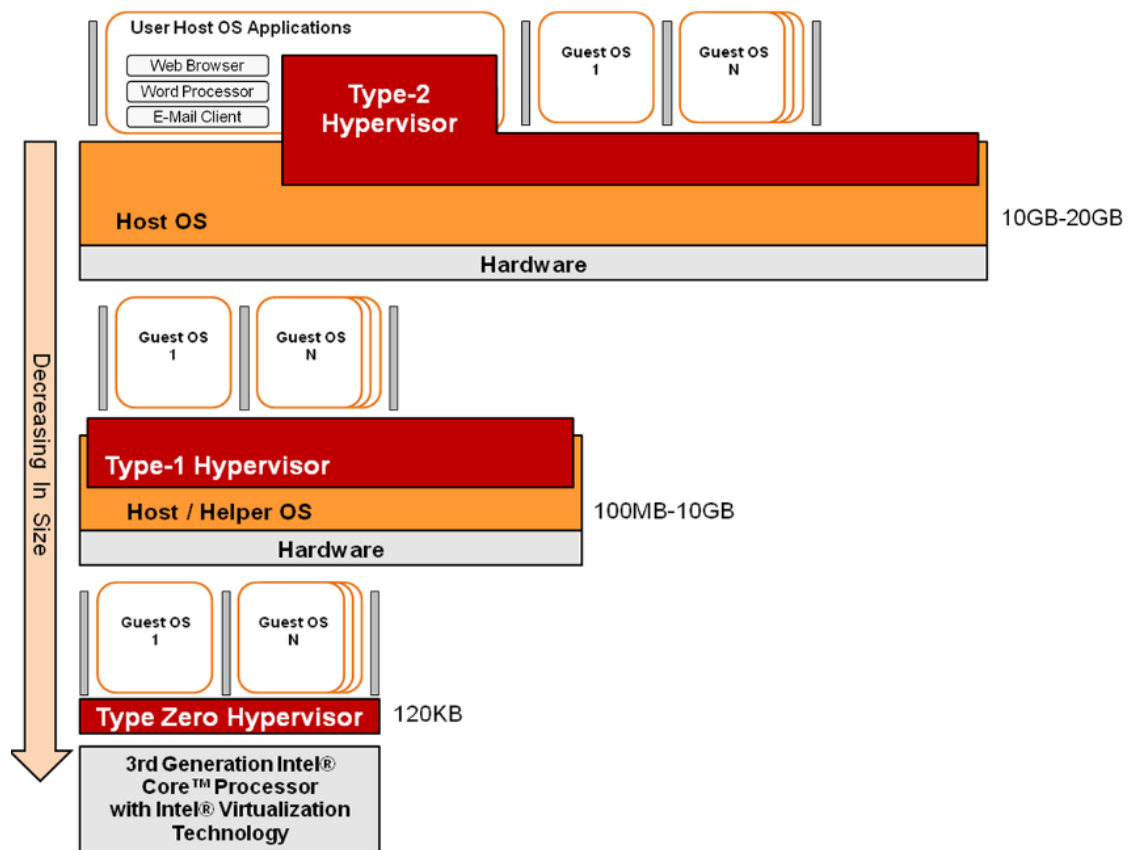 User Host OS Applications
Web Browser
Word Processor
E-Mail Client
Type-2
Hypervisor
Guest OS
1
Guest OS
N
Host OS
10GB-20GB
Hardware
Decreasing In Size
Guest OS
1
Guest OS
N
Type-1 Hypervisor
Host / Helper OS
100MB-10GB
Hardware
Guest OS
1
Guest OS
N
Type Zero Hypervisor
120KB
3rd Generation Intel®
Core™ Processor
with Intel® Virtualization
Technology